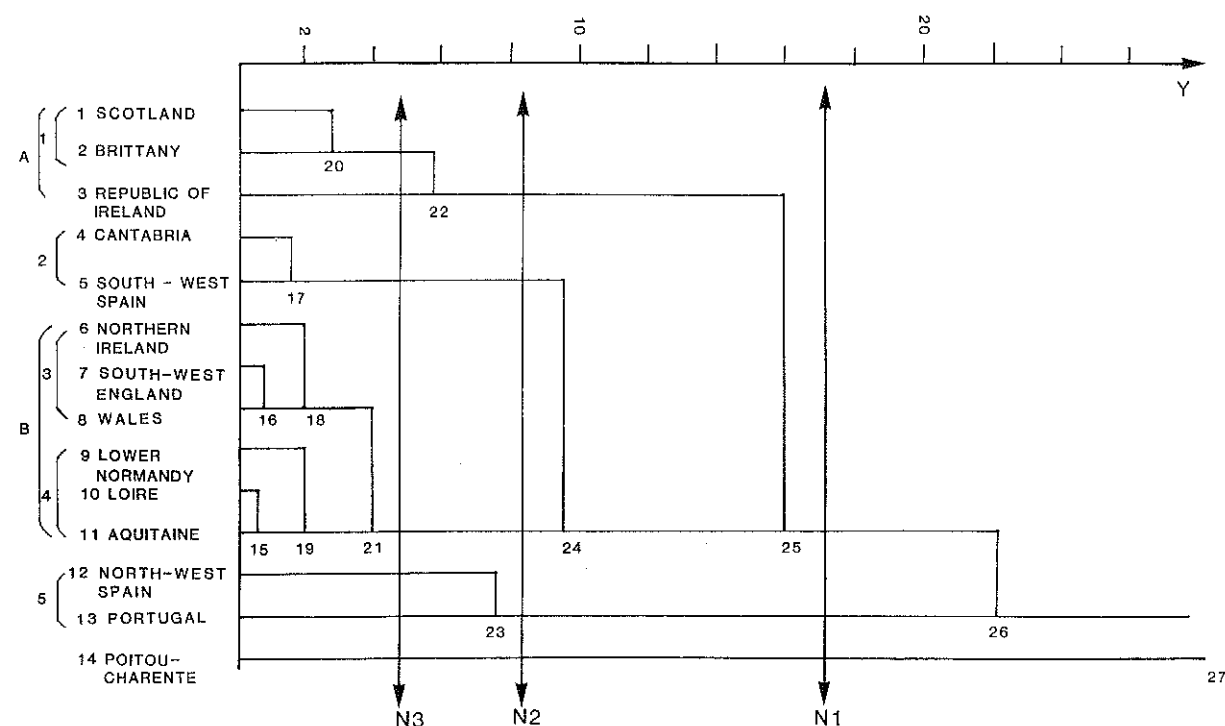 2 10 20
Y
A
1
1 SCOTLAND
2 BRITTANY
20
3 REPUBLIC OF
IRELAND
22
2
4 CANTABRIA
5 SOUTH - WEST
SPAIN
17
B
3
6 NORTHERN
IRELAND
7 SOUTH-WEST
ENGLAND
8 WALES
16 18
4
9 LOWER
NORMANDY
10 LOIRE
11 AQUITAINE
15 19 21 24 25
5
12 NORTH-WEST
SPAIN
13 PORTUGAL
23 26
14 POITOU-
CHARENTE
27
N3 N2 N1